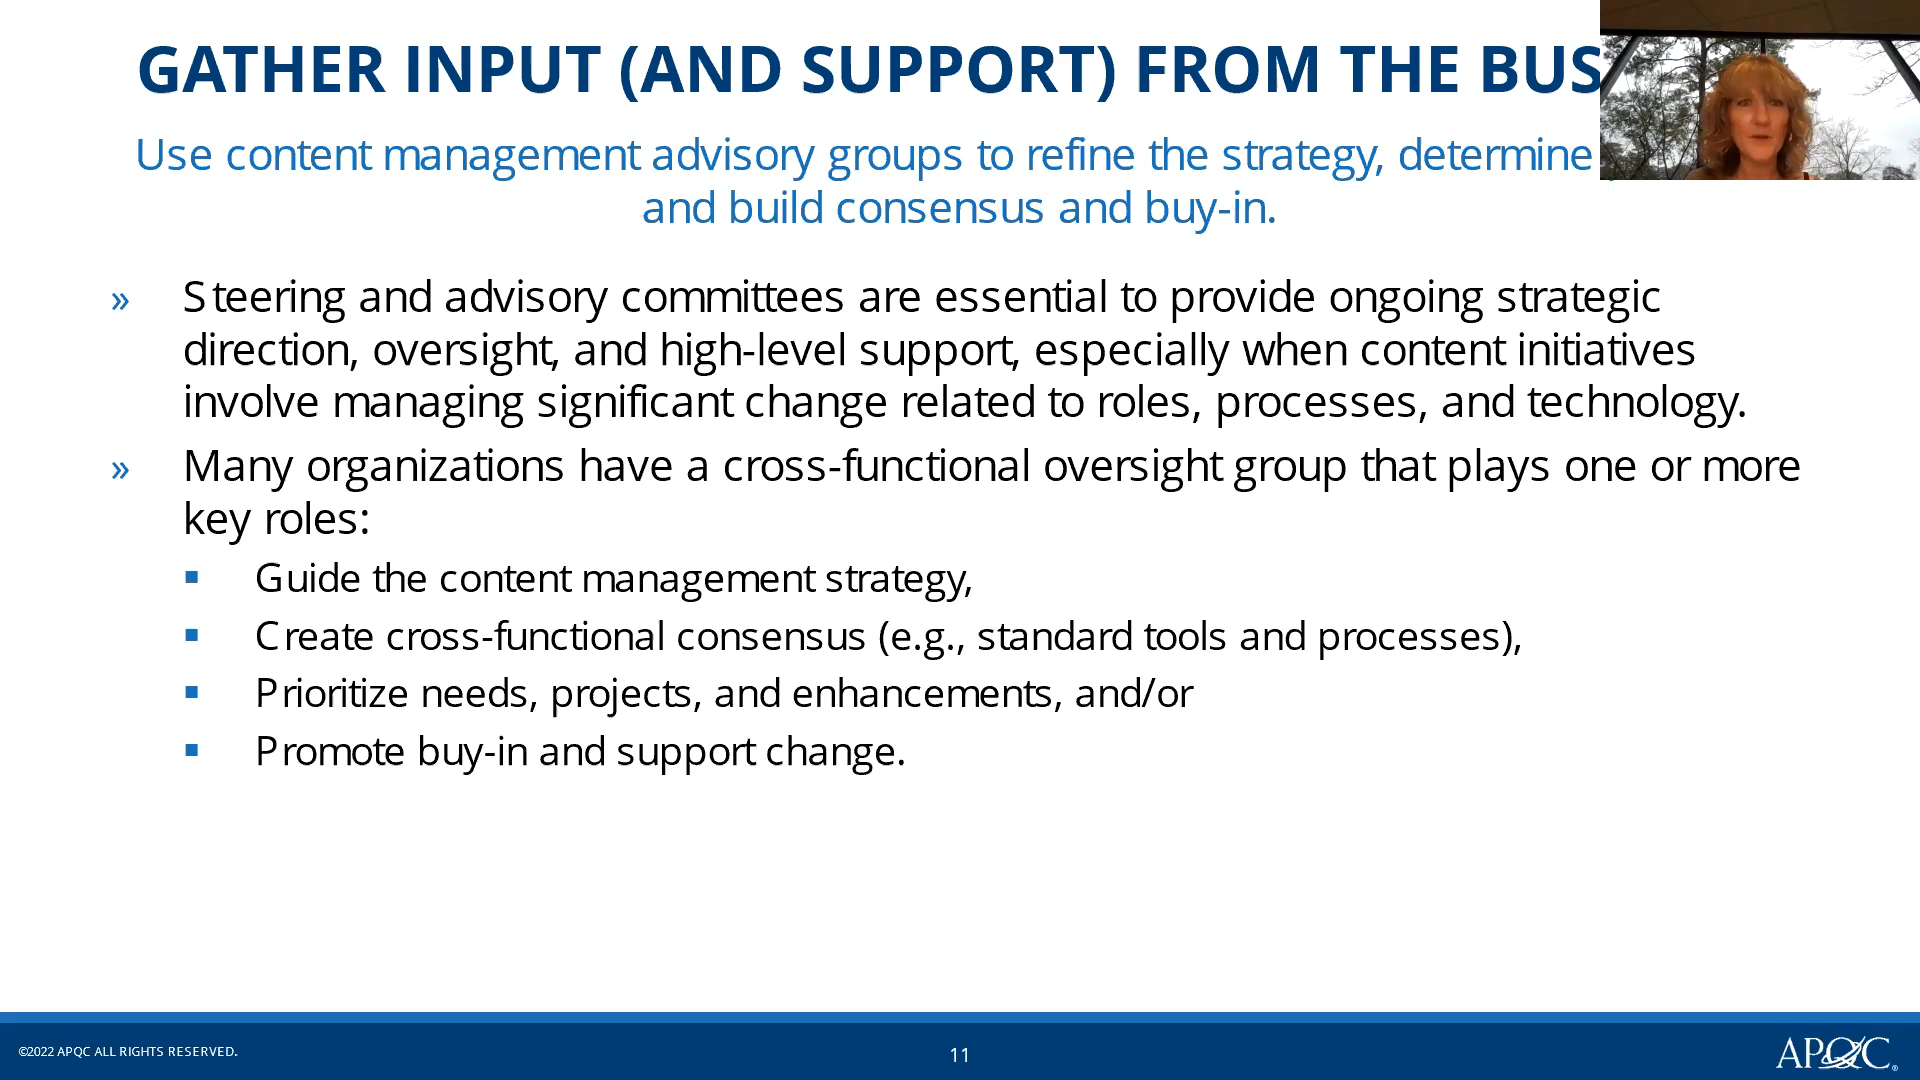 GATHER INPUT (AND SUPPORT) FROM THE BUS
Use content management advisory groups to refine the strategy, determine
and build consensus and buy-in.
» Steering and advisory committees are essential to provide ongoing strategic
direction, oversight, and high-level support, especially when content initiatives
involve managing significant change related to roles, processes, and technology.
» Many organizations have a cross-functional oversight group that plays one or more
key roles:
▪ Guide the content management strategy,
▪ Create cross-functional consensus (e.g., standard tools and processes),
▪ Prioritize needs, projects, and enhancements, and/or
▪ Promote buy-in and support change.
©2022 APQC ALL RIGHTS RESERVED.
11
APQC®